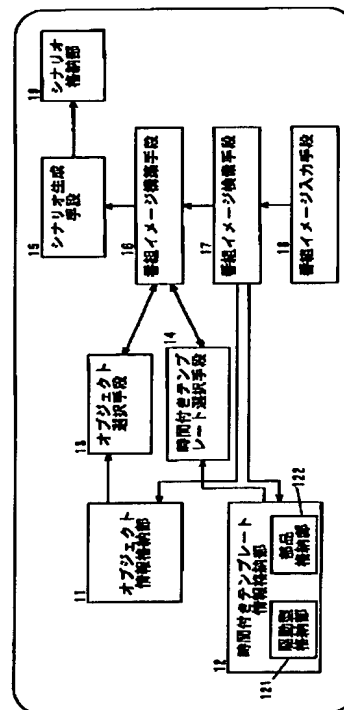 11
オブジェクト
情報格納部
12
時間付きテンプレート
情報格納部
121
駆動型
格納部
122
部品
格納部
13
オブジェクト
選択手段
14
時間付きテンプ
レート選択手段
15
シナリオ生成
手段
19
シナリオ
格納部
16
番組イメージ構築手段
17
番組イメージ検索手段
18
番組イメージ入力手段